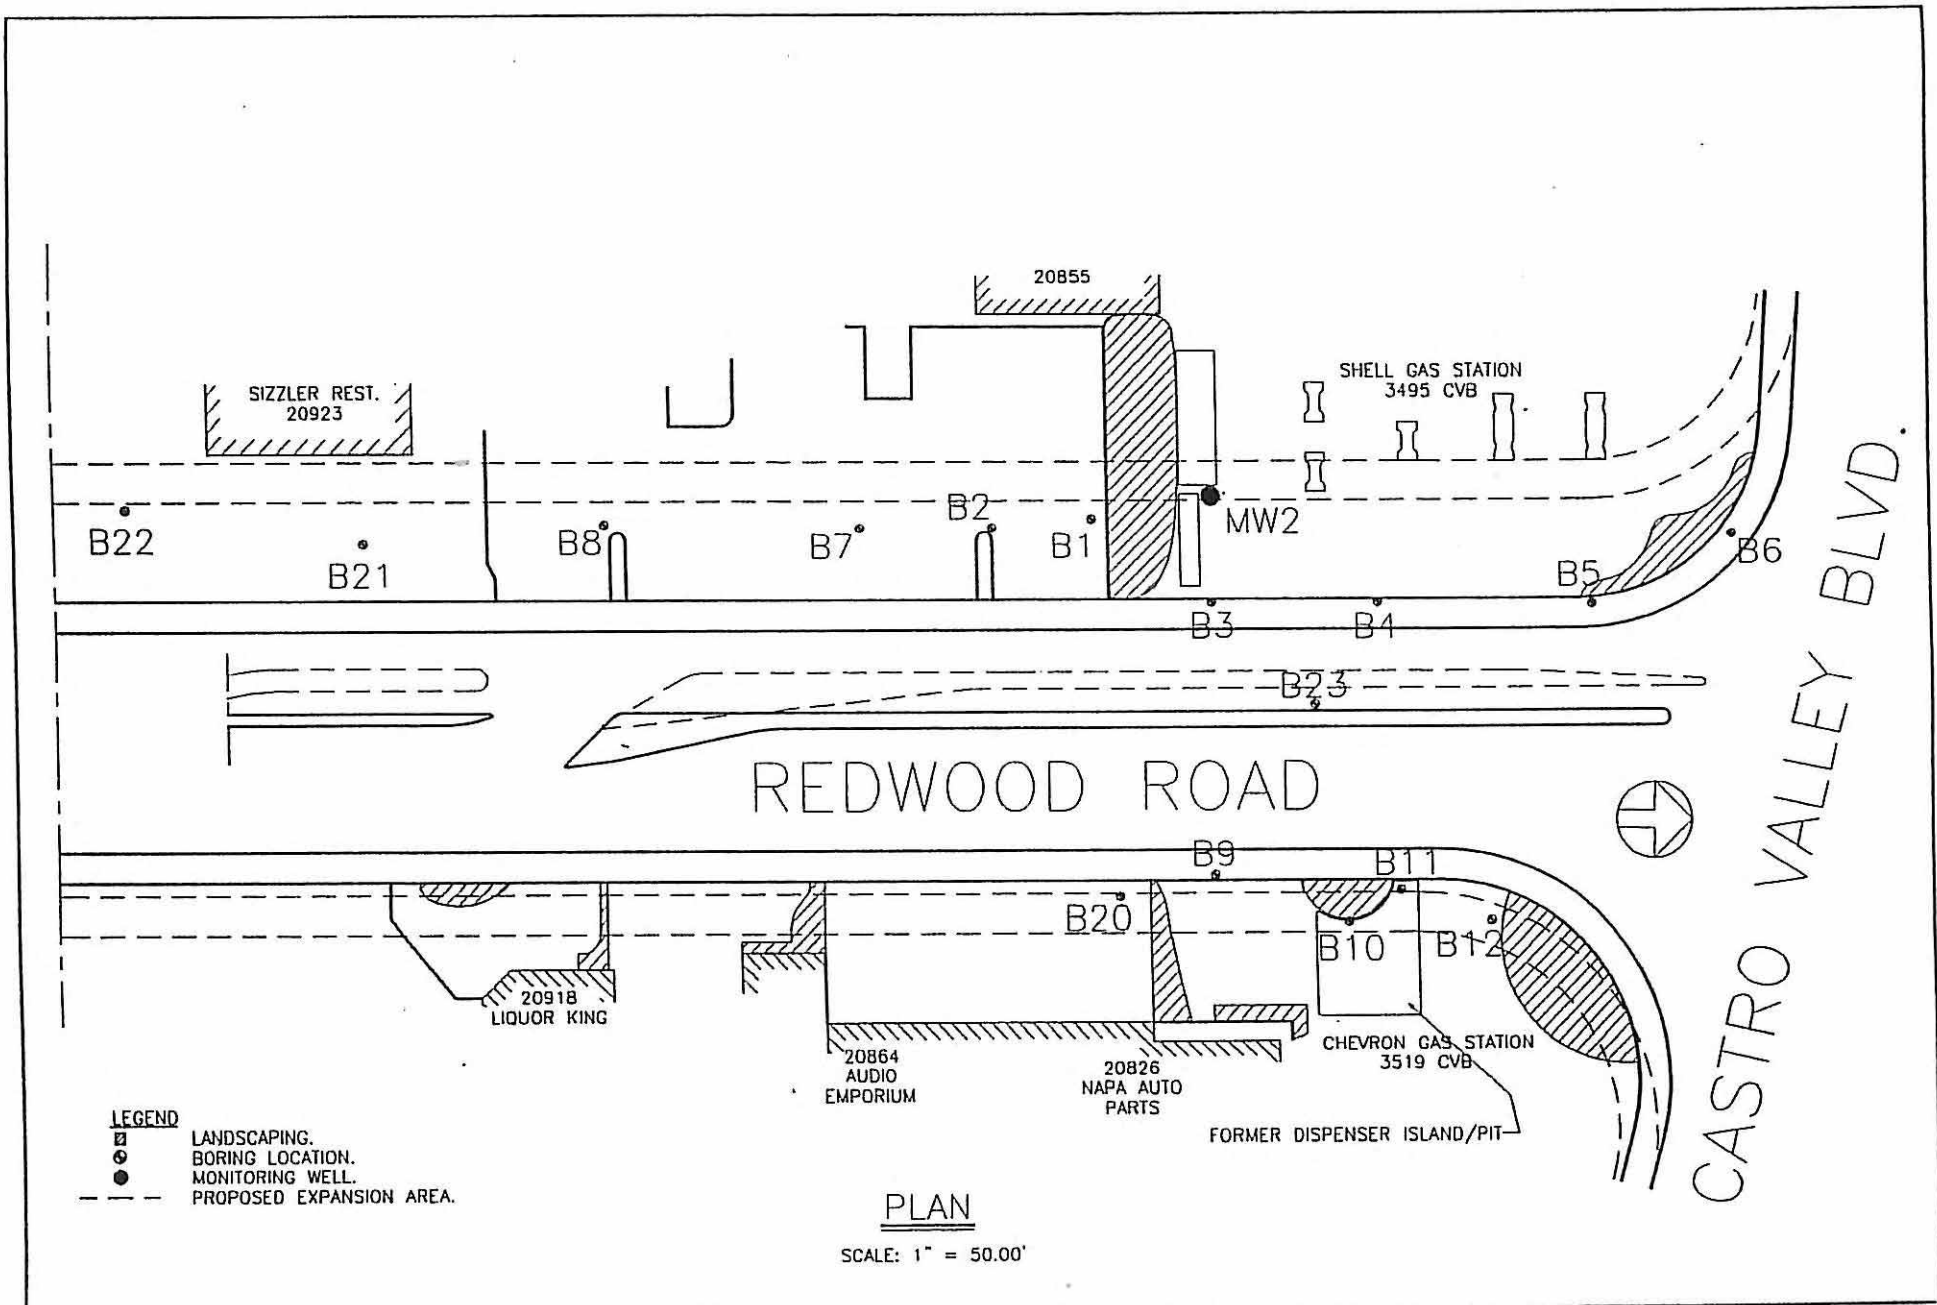 20855
SHELL GAS STATION
3495 CVB
SIZZLER REST.
20923
B22
B21
B8
B7
B2
B1
MW2
B5
B6
B3
B4
B23
REDWOOD ROAD
CASTRO VALLEY BLVD.
B9
B11
B20
B10
B12
20918
LIQUOR KING
20864
AUDIO
EMPORIUM
20826
NAPA AUTO
PARTS
CHEVRON GAS STATION
3519 CVB
FORMER DISPENSER ISLAND/PIT
LEGEND
LANDSCAPING.
BORING LOCATION.
MONITORING WELL.
PROPOSED EXPANSION AREA.
PLAN
SCALE: 1" = 50.00'